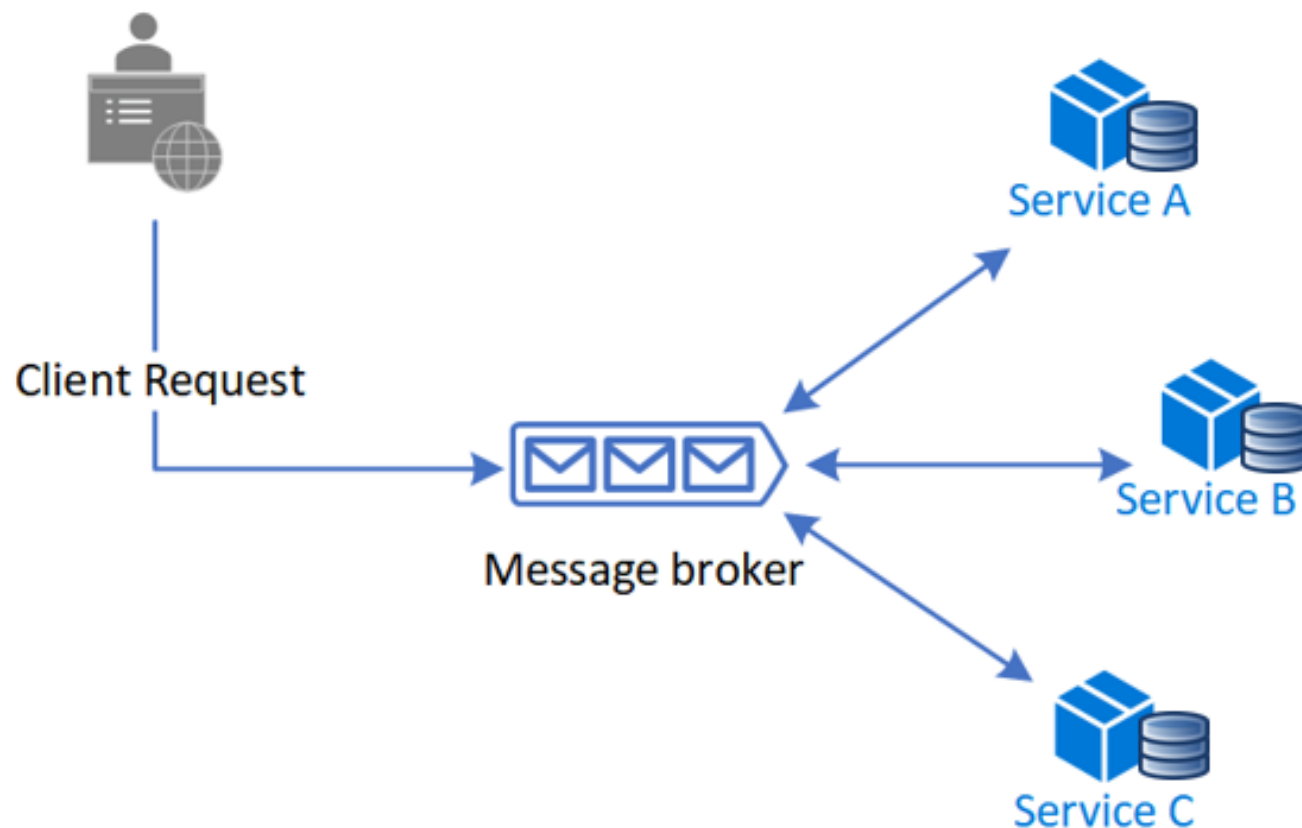 Service A
Client Request
Service B
Message broker
Service C